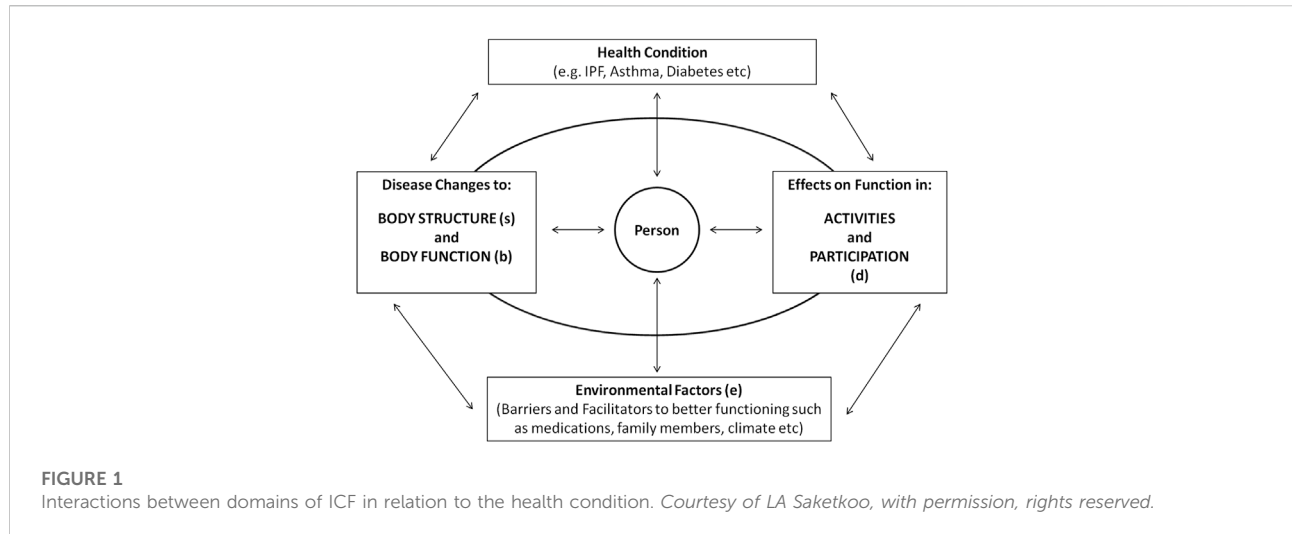 Health Condition
(e.g. IPF, Asthma, Diabetes etc)
Disease Changes to:
BODY STRUCTURE (s)
and
BODY FUNCTION (b)
Person
Effects on Function in:
ACTIVITIES
and
PARTICIPATION
(d)
Environmental Factors (e)
(Barriers and Facilitators to better functioning such
as medications, family members, climate etc)
FIGURE 1
Interactions between domains of ICF in relation to the health condition. Courtesy of LA Saketkoo, with permission, rights reserved.